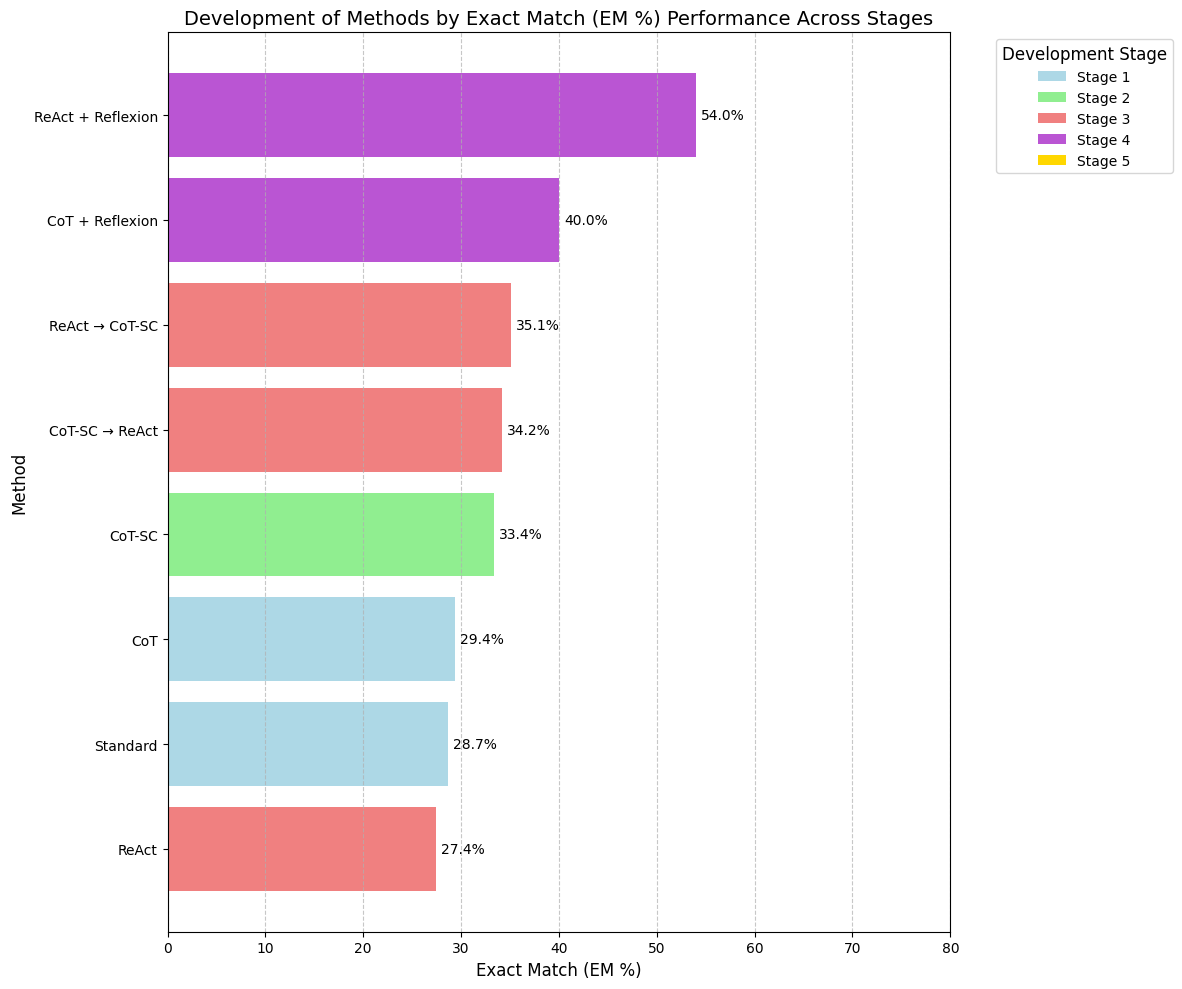 Development of Methods by Exact Match (EM %) Performance Across Stages
Development Stage
Stage 1
Stage 2
Stage 3
Stage 4
Stage 5
Method
ReAct + Reflexion
54.0%
CoT + Reflexion
40.0%
ReAct → CoT-SC
35.1%
CoT-SC → ReAct
34.2%
CoT-SC
33.4%
CoT
29.4%
Standard
28.7%
ReAct
27.4%
0 10 20 30 40 50 60 70 80
Exact Match (EM %)